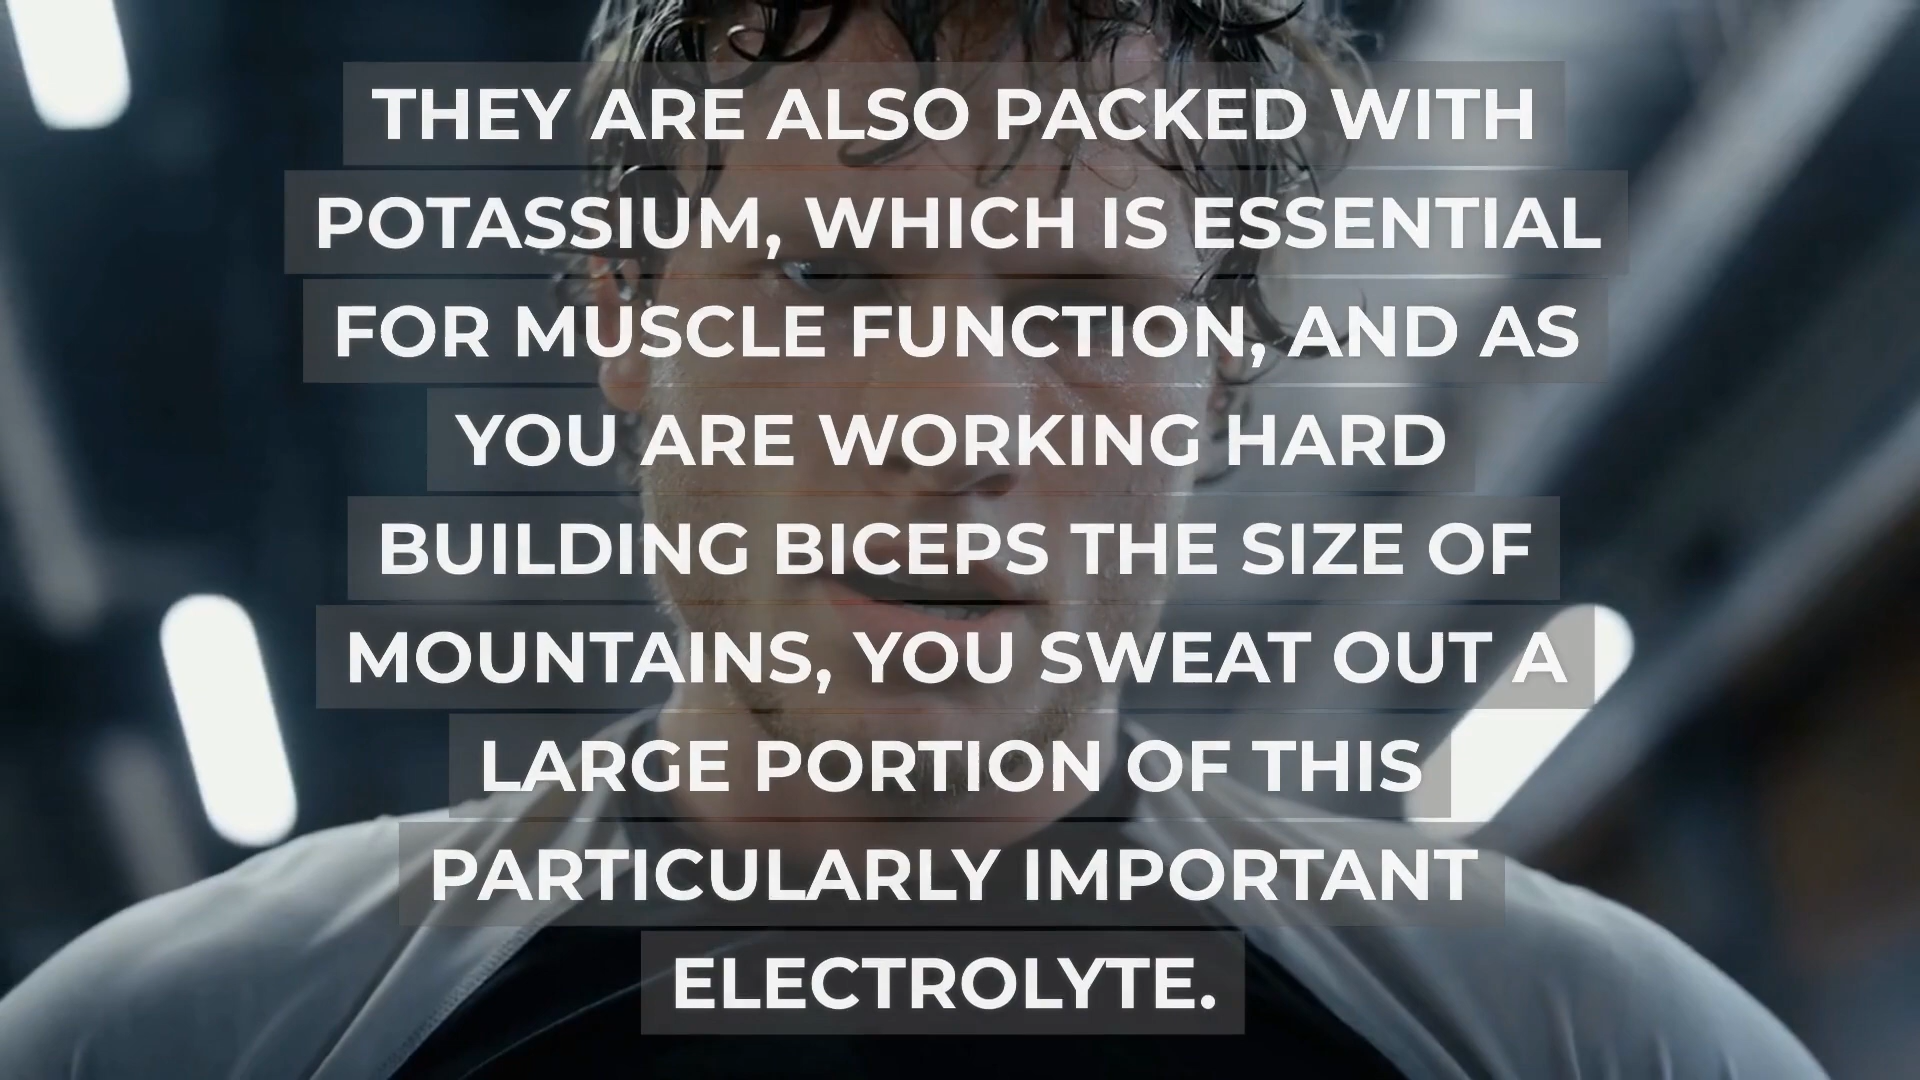 THEY ARE ALSO PACKED WITH
POTASSIUM, WHICH IS ESSENTIAL
FOR MUSCLE FUNCTION, AND AS
YOU ARE WORKING HARD
BUILDING BICEPS THE SIZE OF
MOUNTAINS, YOU SWEAT OUT A
LARGE PORTION OF THIS
PARTICULARLY IMPORTANT
ELECTROLYTE.